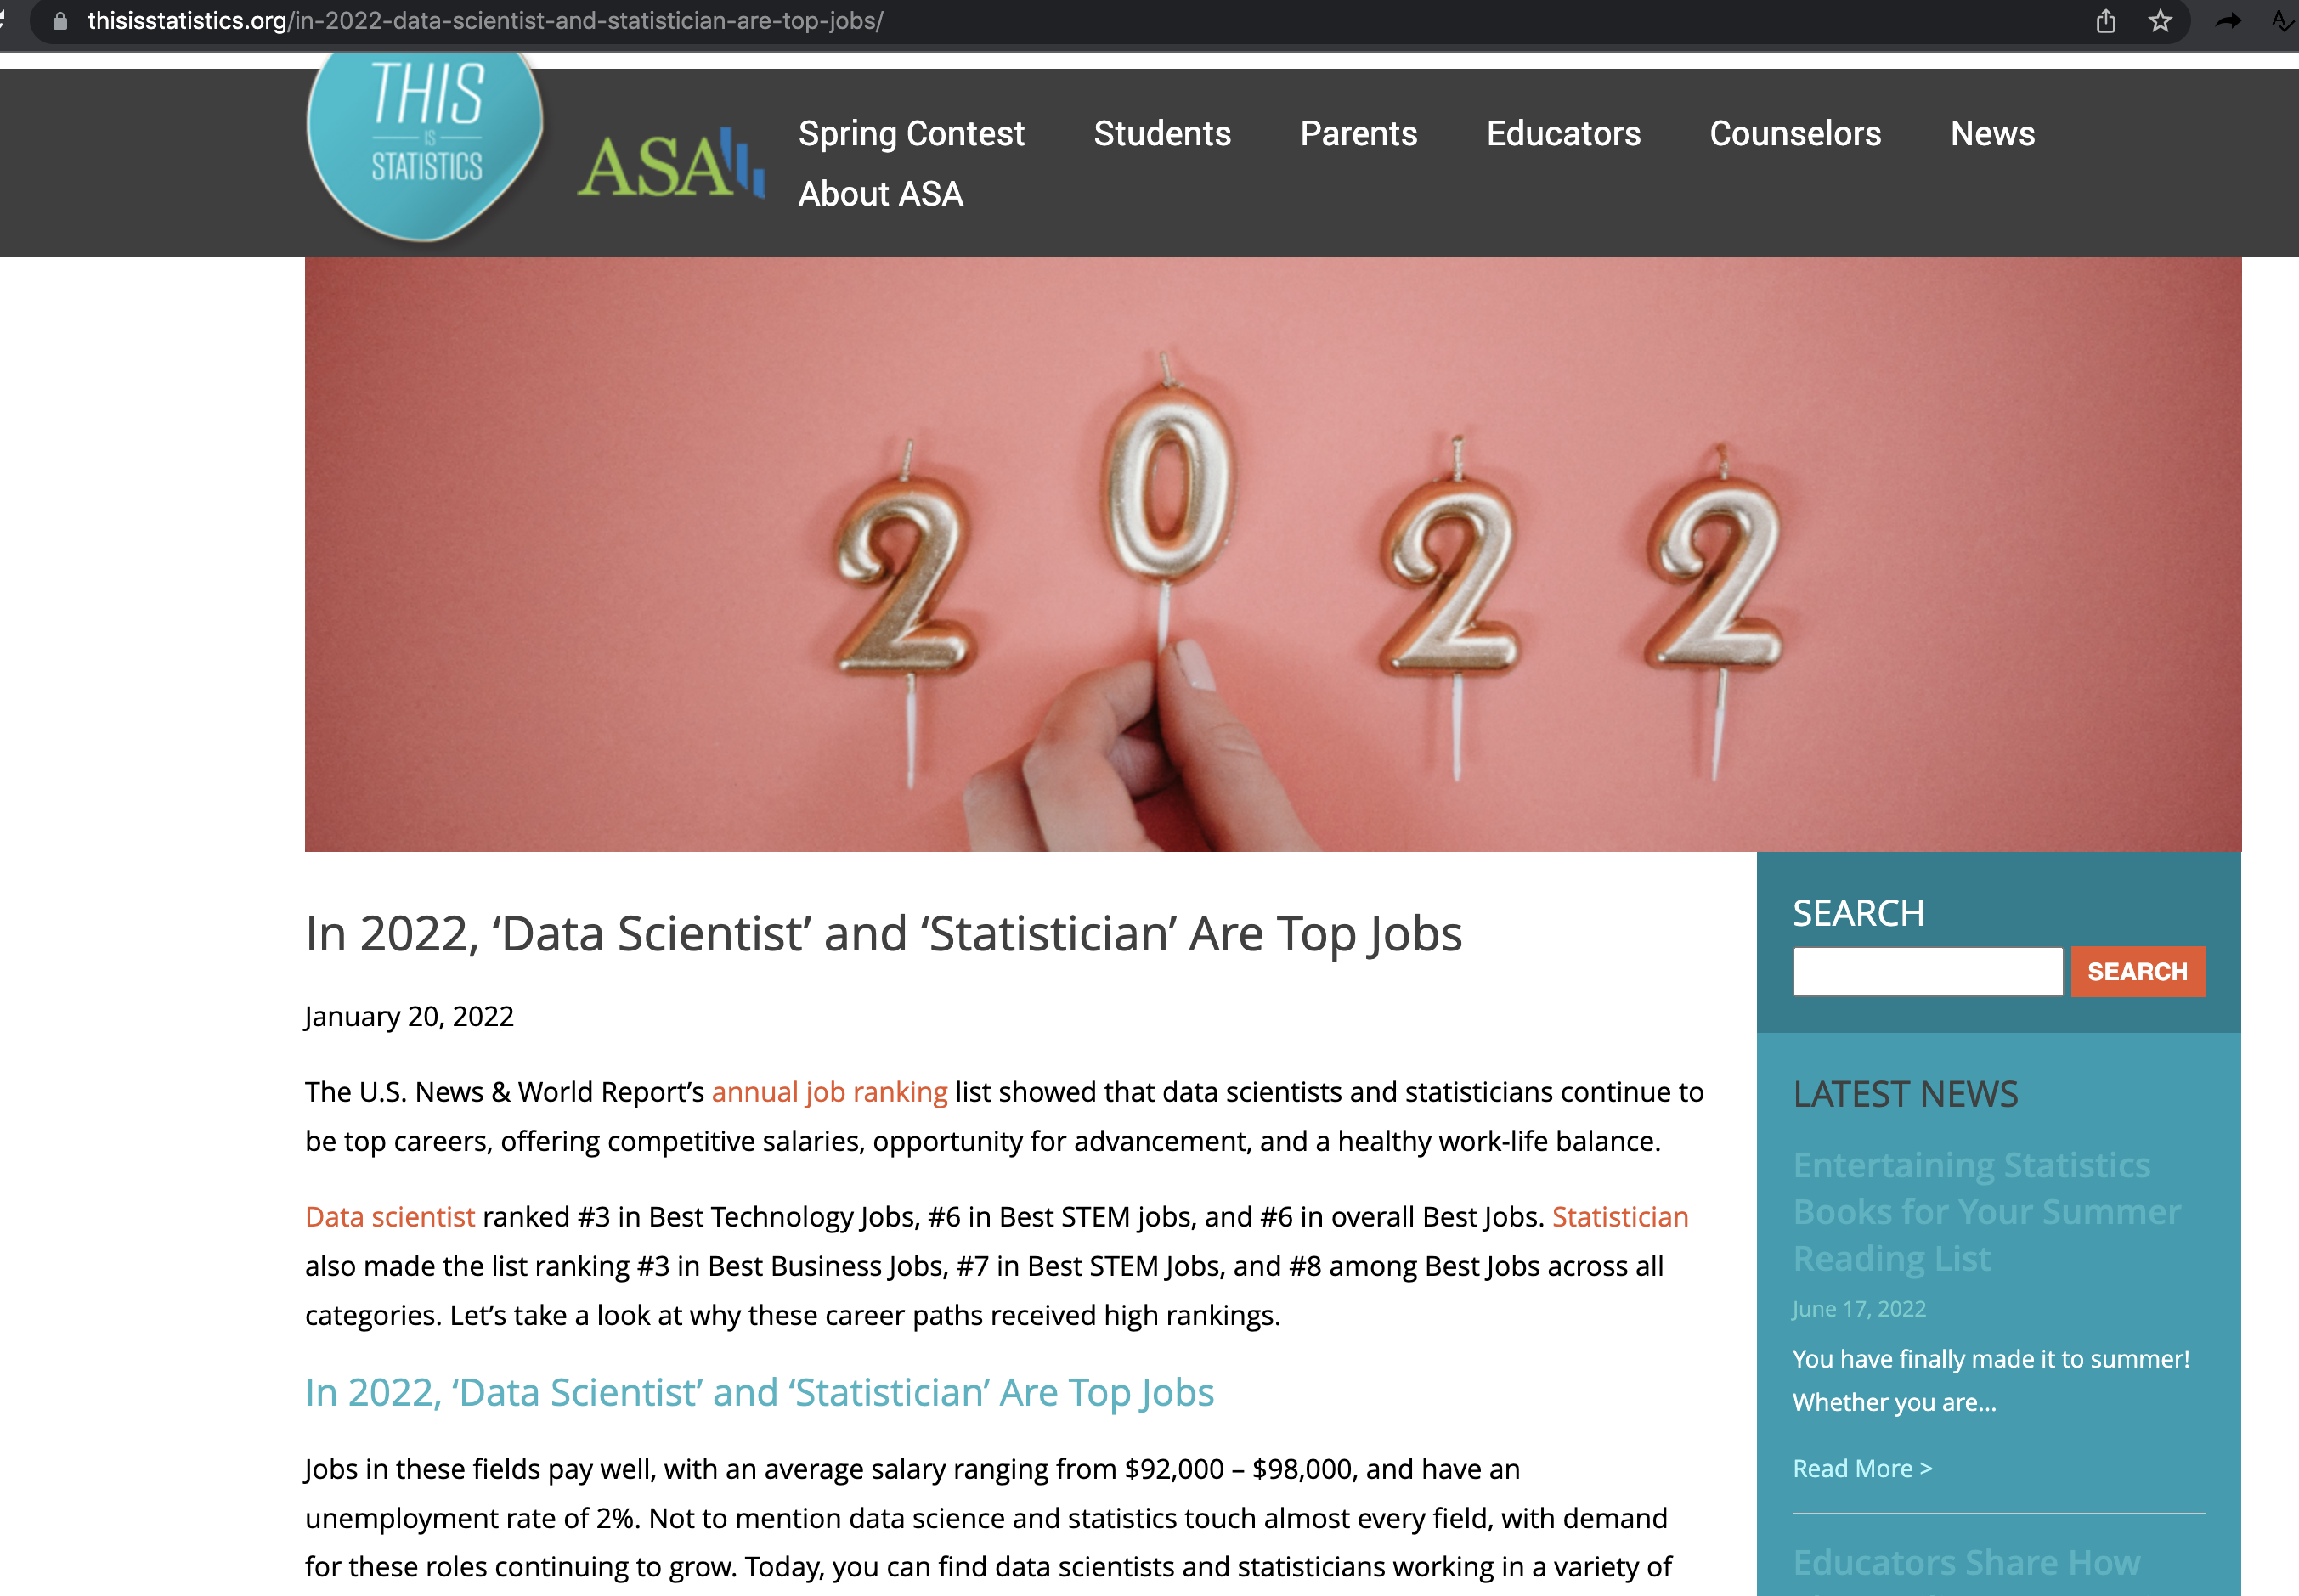 thisisstatistics.org/in-2022-data-scientist-and-statistician-are-top-jobs/
THIS
IS
STATISTICS
ASA
Spring Contest Students Parents Educators Counselors News
About ASA
2022
In 2022, ‘Data Scientist’ and ‘Statistician’ Are Top Jobs
January 20, 2022
The U.S. News & World Report’s annual job ranking list showed that data scientists and statisticians continue to
be top careers, offering competitive salaries, opportunity for advancement, and a healthy work-life balance.
Data scientist ranked #3 in Best Technology Jobs, #6 in Best STEM jobs, and #6 in overall Best Jobs. Statistician
also made the list ranking #3 in Best Business Jobs, #7 in Best STEM Jobs, and #8 among Best Jobs across all
categories. Let’s take a look at why these career paths received high rankings.
In 2022, ‘Data Scientist’ and ‘Statistician’ Are Top Jobs
Jobs in these fields pay well, with an average salary ranging from $92,000 – $98,000, and have an
unemployment rate of 2%. Not to mention data science and statistics touch almost every field, with demand
for these roles continuing to grow. Today, you can find data scientists and statisticians working in a variety of
SEARCH
SEARCH
LATEST NEWS
Entertaining Statistics
Books for Your Summer
Reading List
June 17, 2022
You have finally made it to summer!
Whether you are...
Read More >
Educators Share How